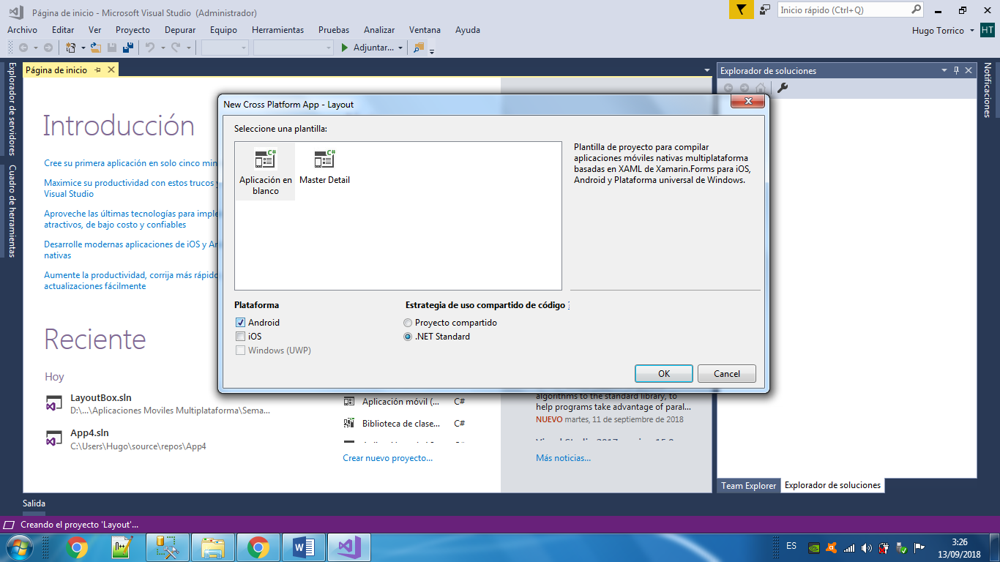 Página de inicio - Microsoft Visual Studio (Administrador)
Inicio rápido (Ctrl+Q)
Archivo Editar Ver Proyecto Depurar Equipo Herramientas Pruebas Analizar Ventana Ayuda
Hugo Torrico HT
Adjuntar...
Explorador de servidores
Cuadro de herramientas
Página de inicio
Explorador de soluciones
Notificaciones
Introducción
Cree su primera aplicación en solo cinco
Maximice su productividad con estos trucos y
Visual Studio
Aproveche las últimas tecnologías para
atractivos, de bajo costo y confiables
Desarrolle modernas aplicaciones de iOS y
nativas
Aumente la productividad, corrija más rápido
actualizaciones fácilmente
Reciente
Hoy
LayoutBox.sln
D:\...\Aplicaciones Moviles Multiplataforma\Sema...
App4.sln
C:\Users\Hugo\source\repos\App4
New Cross Platform App - Layout
Seleccione una plantilla:
C#
Aplicación en
blanco
C#
Master Detail
Plantilla de proyecto para compilar
aplicaciones móviles nativas multiplataforma
basadas en XAML de Xamarin.Forms para iOS,
Android y Plataforma universal de Windows.
Plataforma
Android
iOS
Windows (UWP)
Estrategia de uso compartido de código
Proyecto compartido
.NET Standard
OK Cancel
Aplicación móvil (... C#
Biblioteca de clase... C#
Crear nuevo proyecto...
algorithms to the standard library, to
help programs take advantage of paral...
NUEVO martes, 11 de septiembre de 2018
Más noticias...
Team Explorer Explorador de soluciones
Salida
Creando el proyecto 'Layout'...
ES
3:26
13/09/2018